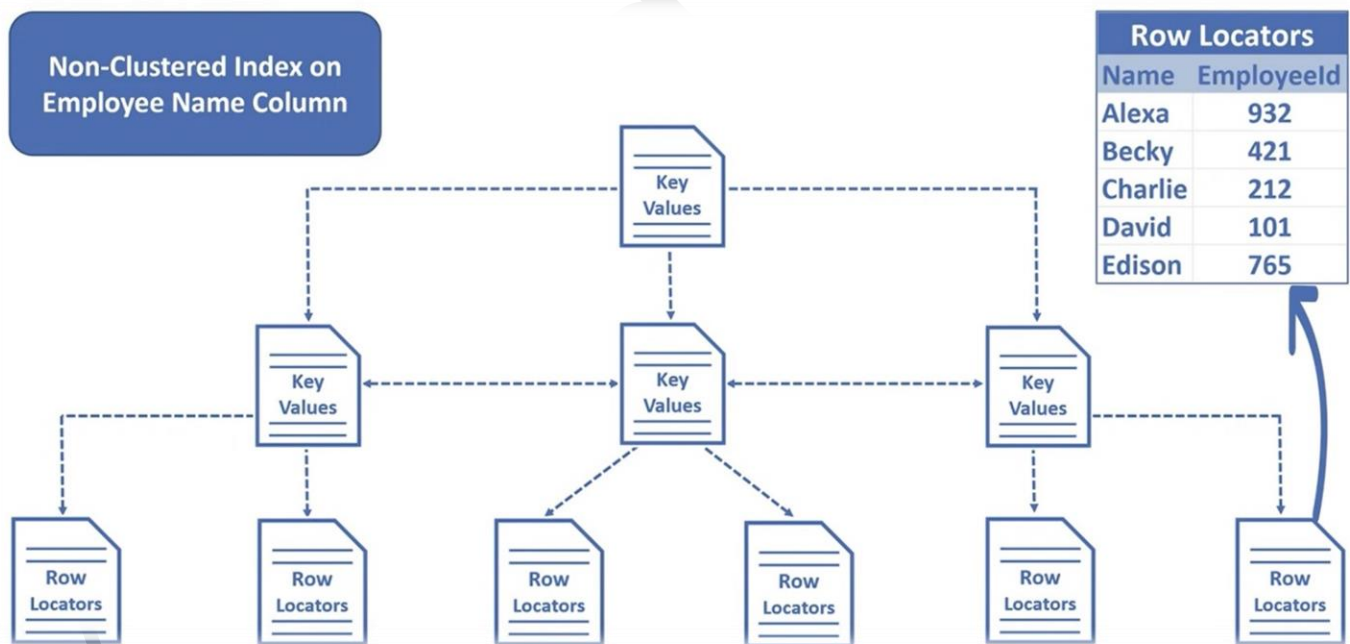 Non-Clustered Index on
Employee Name Column
Row Locators
Name EmployeeId
Alexa 932
Becky 421
Charlie 212
David 101
Edison 765
Key
Values
Key
Values
Key
Values
Key
Values
Row
Locators
Row
Locators
Row
Locators
Row
Locators
Row
Locators
Row
Locators